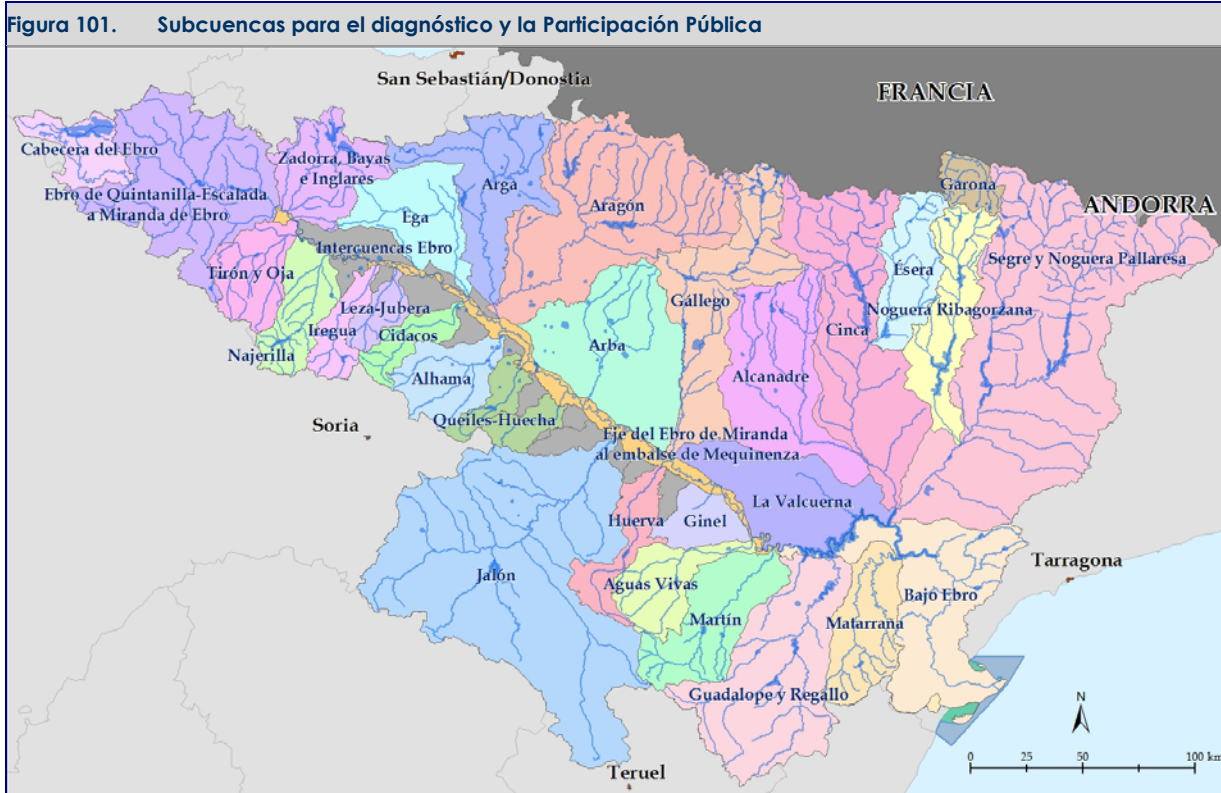 Figura 101. Subcuencas para el diagnóstico y la Participación Pública
San Sebastián/Donostia
FRANCIA
Cabecera del Ebro
Zadorra, Bayas
e Inglares
Arga
Garona
Ebro de Quintanilla-Escalada
a Miranda de Ebro
Ega
Aragón
ANDORRA
Intercuencas Ebro
Ésera
Segre y Noguera Pallaresa
Tirón y Oja
Leza-Jubera
Gállego
Noguera Ribagorzana
Iregua
Cidacos
Cinca
Najerilla
Arba
Alhama
Alcanadre
Soria
Queiles-Huecha
Eje del Ebro de Miranda
al embalse de Mequinenza
La Valcuerna
Huerva
Ginel
Tarragona
Jalón
Aguas Vivas
Bajo Ebro
Martín
Matarraña
Guadalope y Regallo
N
Teruel
0 25 50 100 km